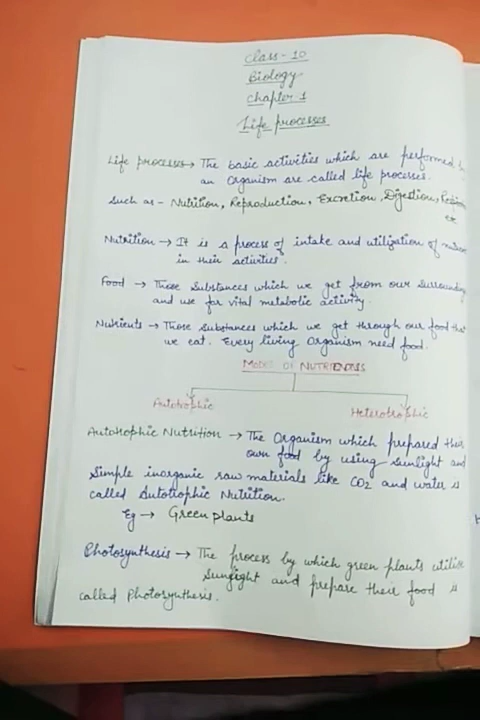 Class-10
Biology
Chapter-1
Life processes
Life processes → The basic activities which are performed by
an Organism are called life processes.
Such as - Nutrition, Reproduction, Excretion, Digestion,
etc
Nutrition → It is a process of intake and utilization of
in their activities.
Food → Those Substances which we get from our Surrounding
and use for vital metabolic activity.
Nutrients → Those substances which we get through our food that
we eat. Every living Organism need food.
MODES OF
Autotrophic Heterotrophic
Autotrophic Nutrition → The Organism which prepared their
own food by using sunlight and
Simple inorganic raw materials like CO2 and water is
called Autotrophic Nutrition.
Eg → Green plants
Photosynthesis → The process by which green plants utilise
Sunlight and prepare their food is
called Photosynthesis.